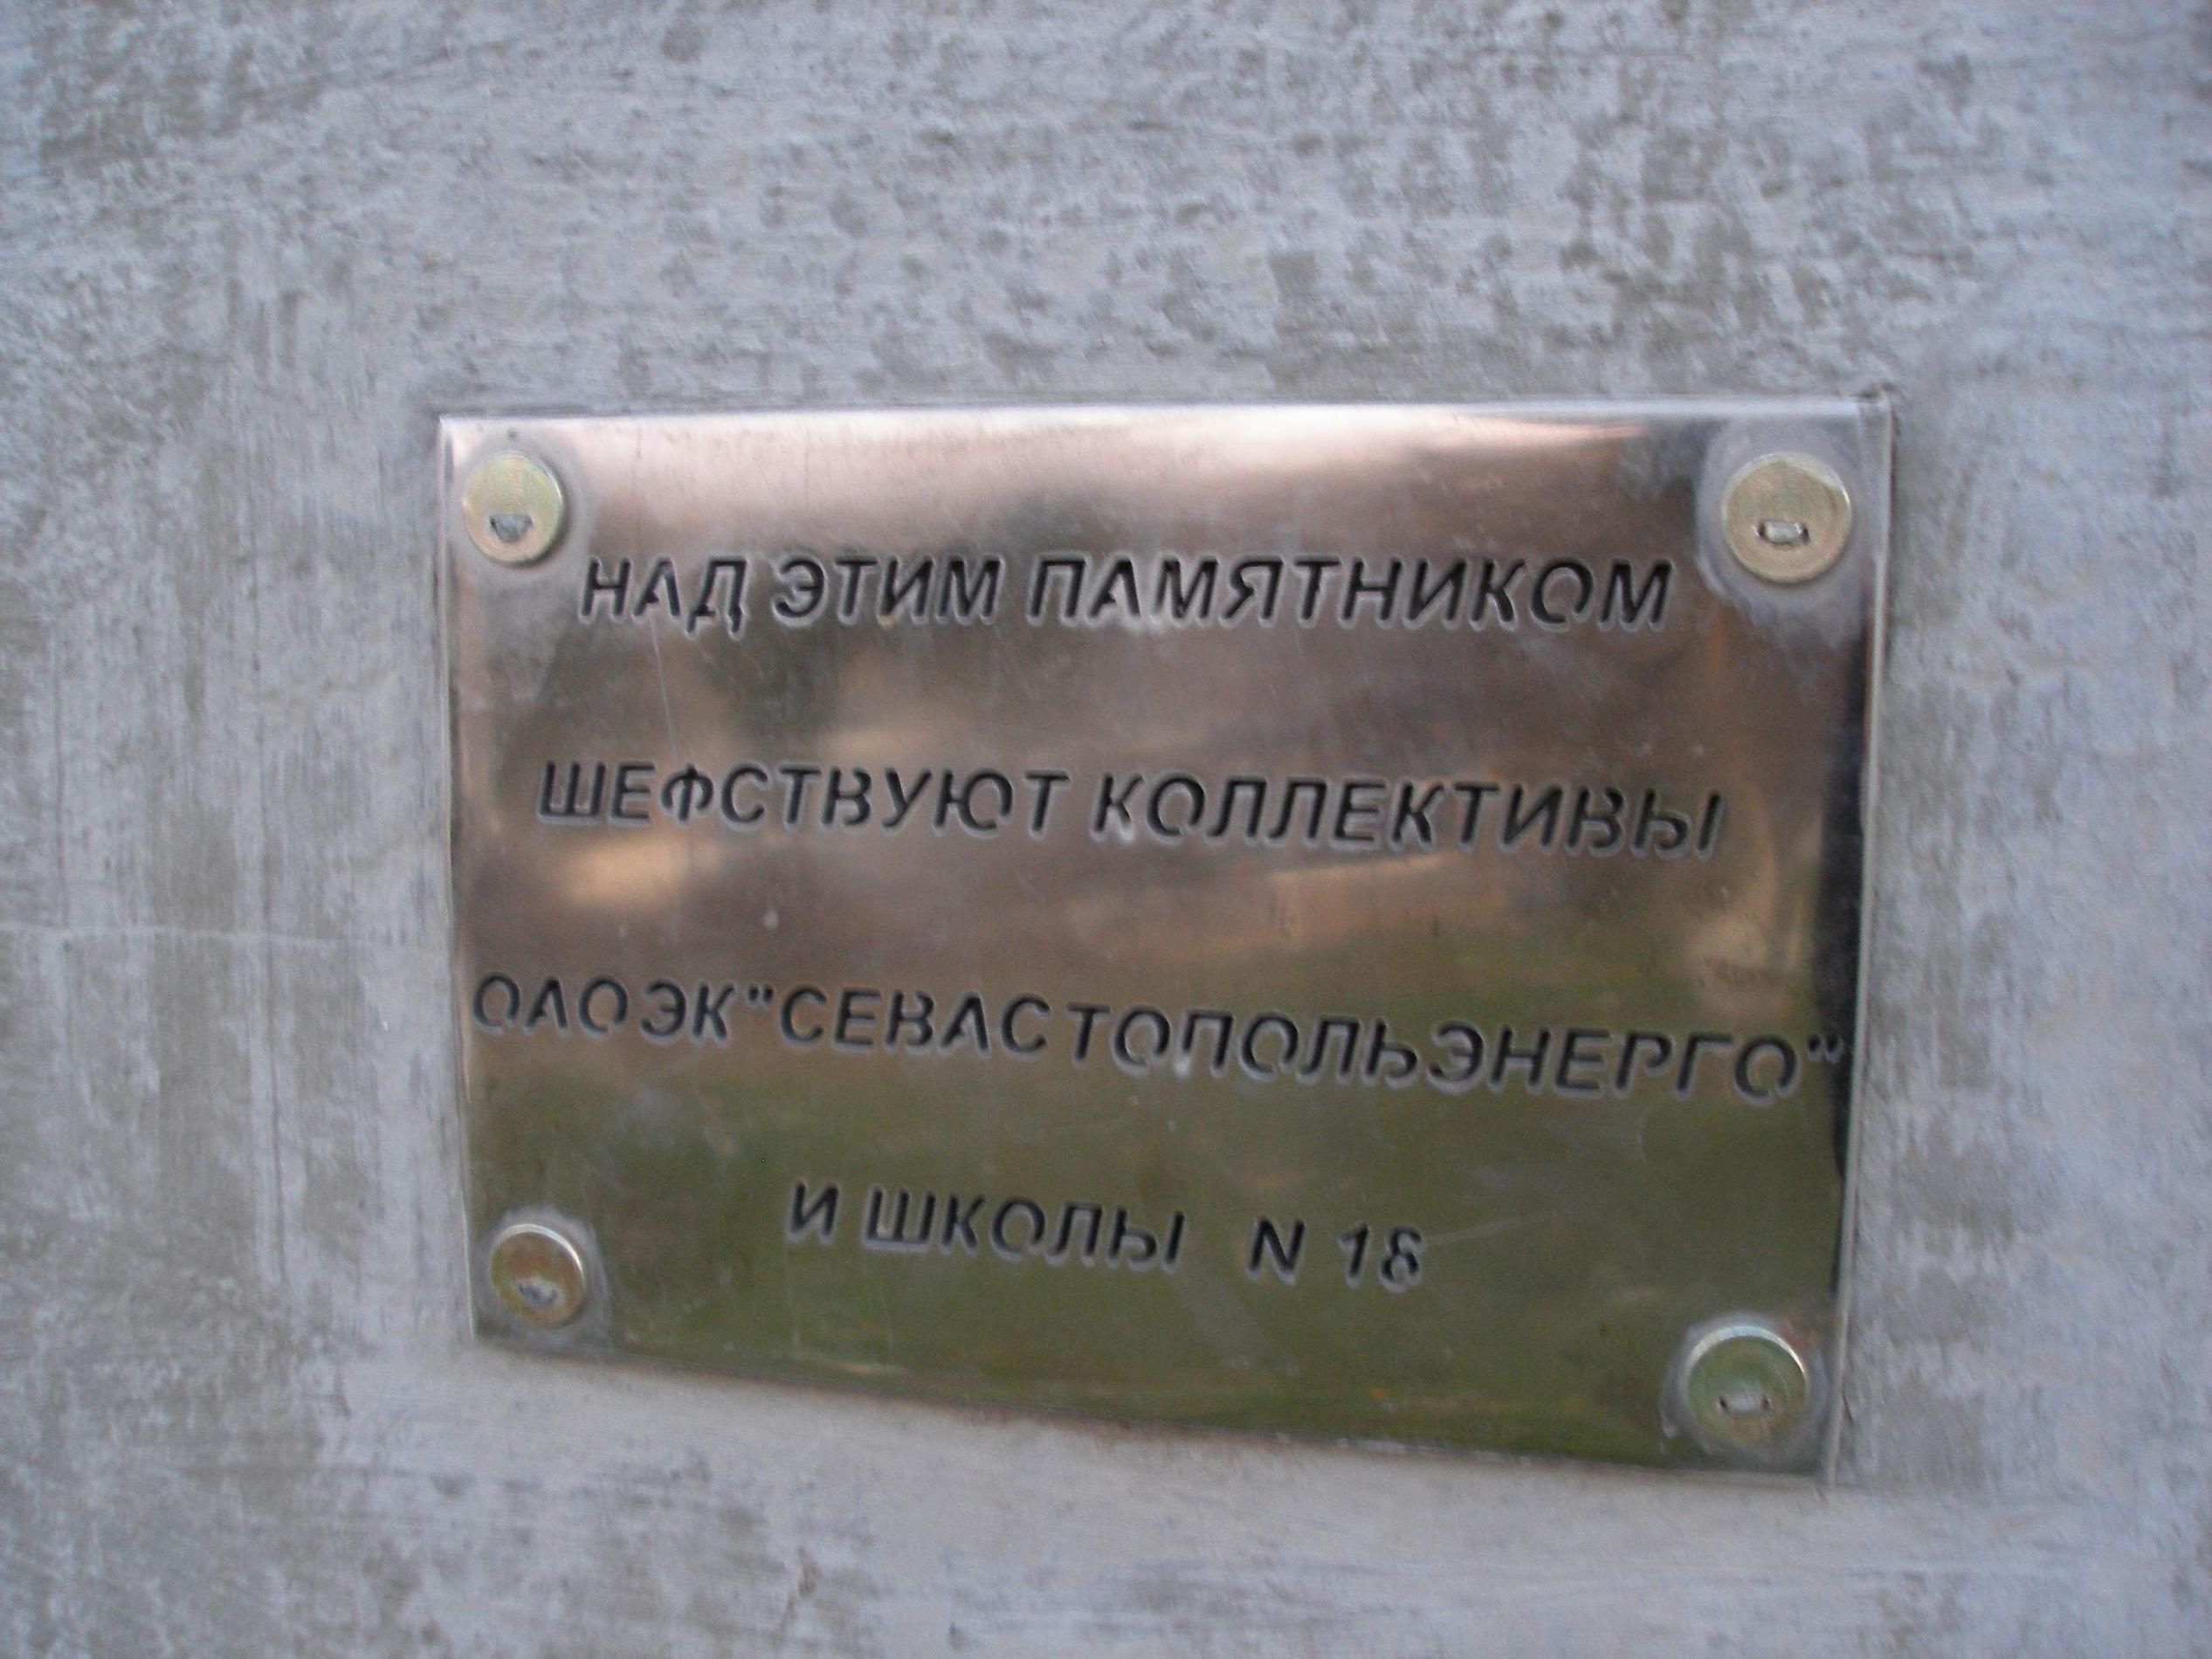 НАД ЭТИМ ПАМЯТНИКОМ
ШЕФСТВУЮТ КОЛЛЕКТИВЫ
ОАОЭК"СЕВАСТОПОЛЬЭНЕРГО"
И ШКОЛЫ N 18